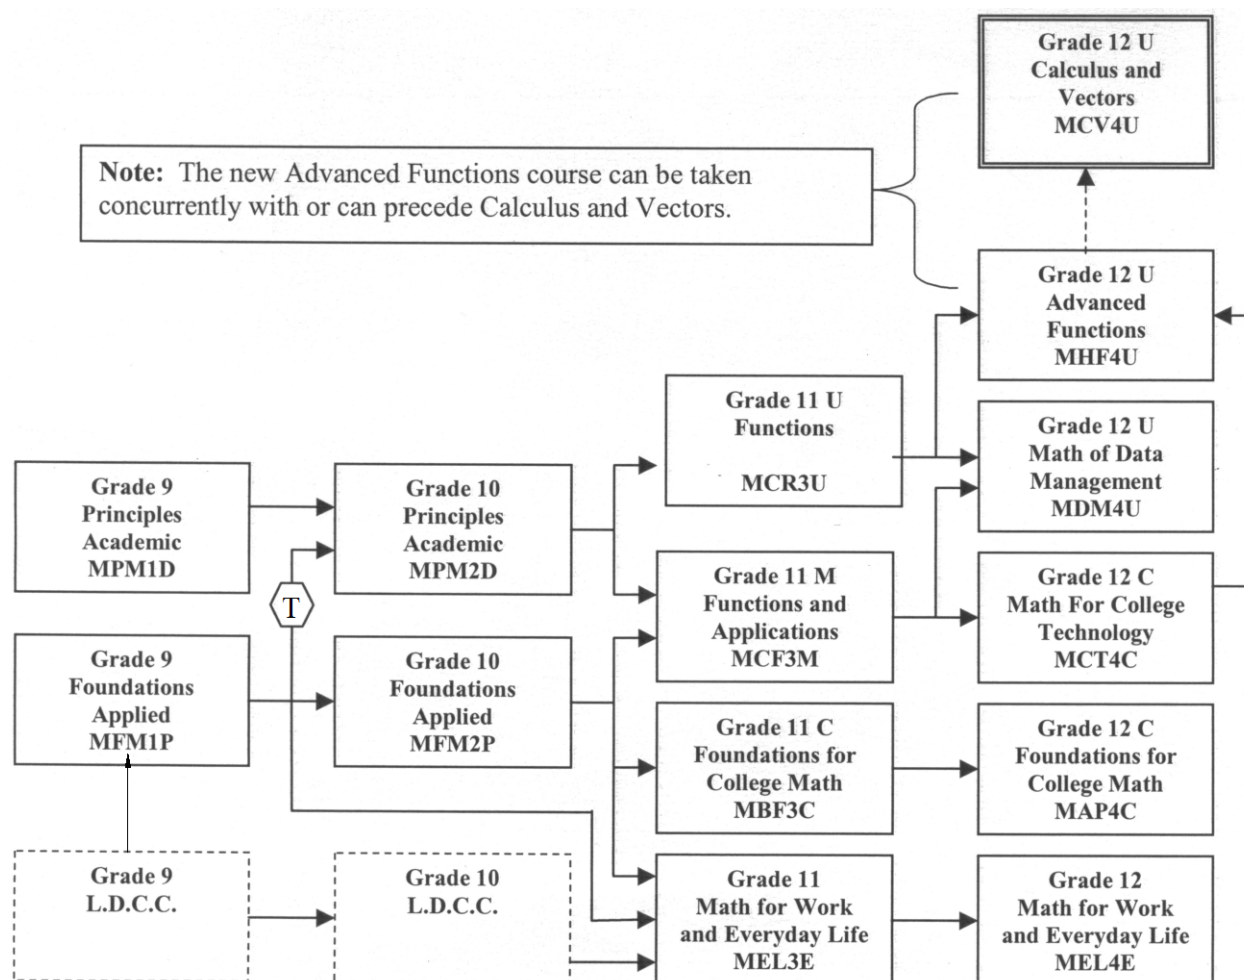 Grade 12 U
Calculus and
Vectors
MCV4U
Note: The new Advanced Functions course can be taken
concurrently with or can precede Calculus and Vectors.
Grade 12 U
Advanced
Functions
MHF4U
Grade 11 U
Functions
MCR3U
Grade 12 U
Math of Data
Management
MDM4U
Grade 9
Principles
Academic
MPM1D
Grade 10
Principles
Academic
MPM2D
T
Grade 11 M
Functions and
Applications
MCF3M
Grade 12 C
Math For College
Technology
MCT4C
Grade 9
Foundations
Applied
MFM1P
Grade 10
Foundations
Applied
MFM2P
Grade 11 C
Foundations for
College Math
MBF3C
Grade 12 C
Foundations for
College Math
MAP4C
Grade 9
L.D.C.C.
Grade 10
L.D.C.C.
Grade 11
Math for Work
and Everyday Life
MEL3E
Grade 12
Math for Work
and Everyday Life
MEL4E